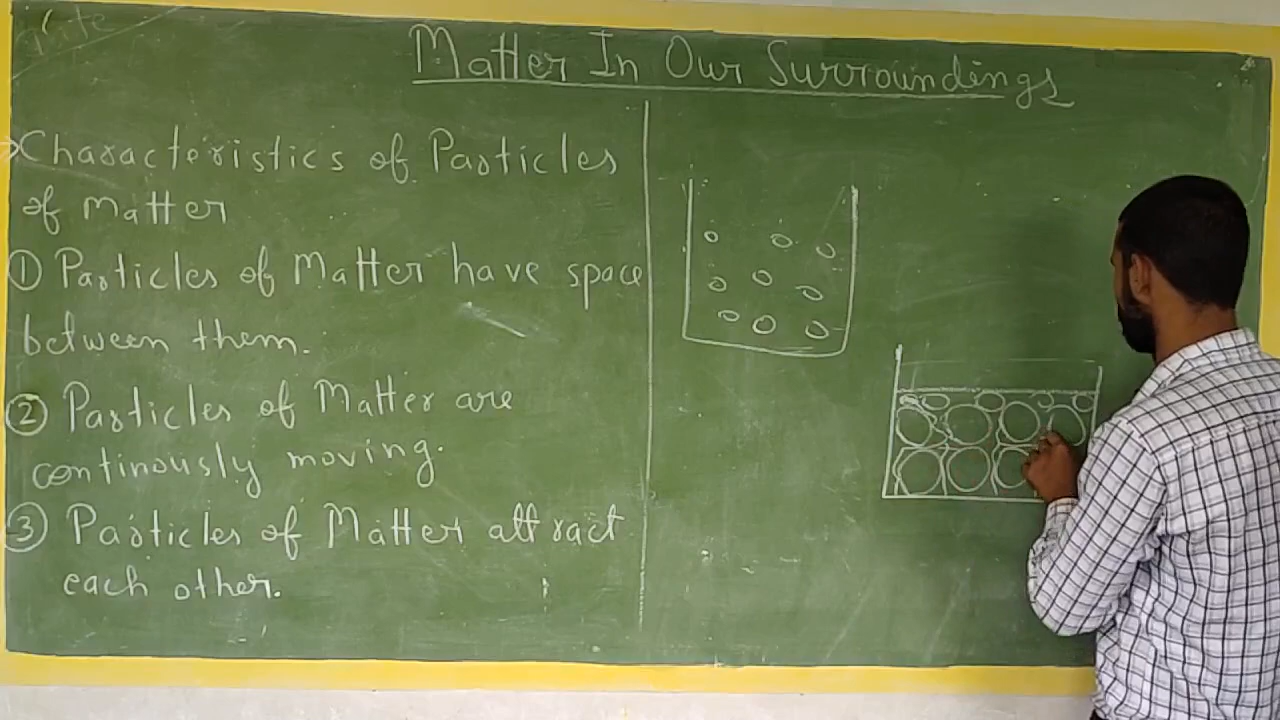 Matter In Our Surroundings
Characteristics of Particles
of Matter
① Particles of Matter have space
between them.
② Particles of Matter are
continously moving.
③ Particles of Matter attract
each other.